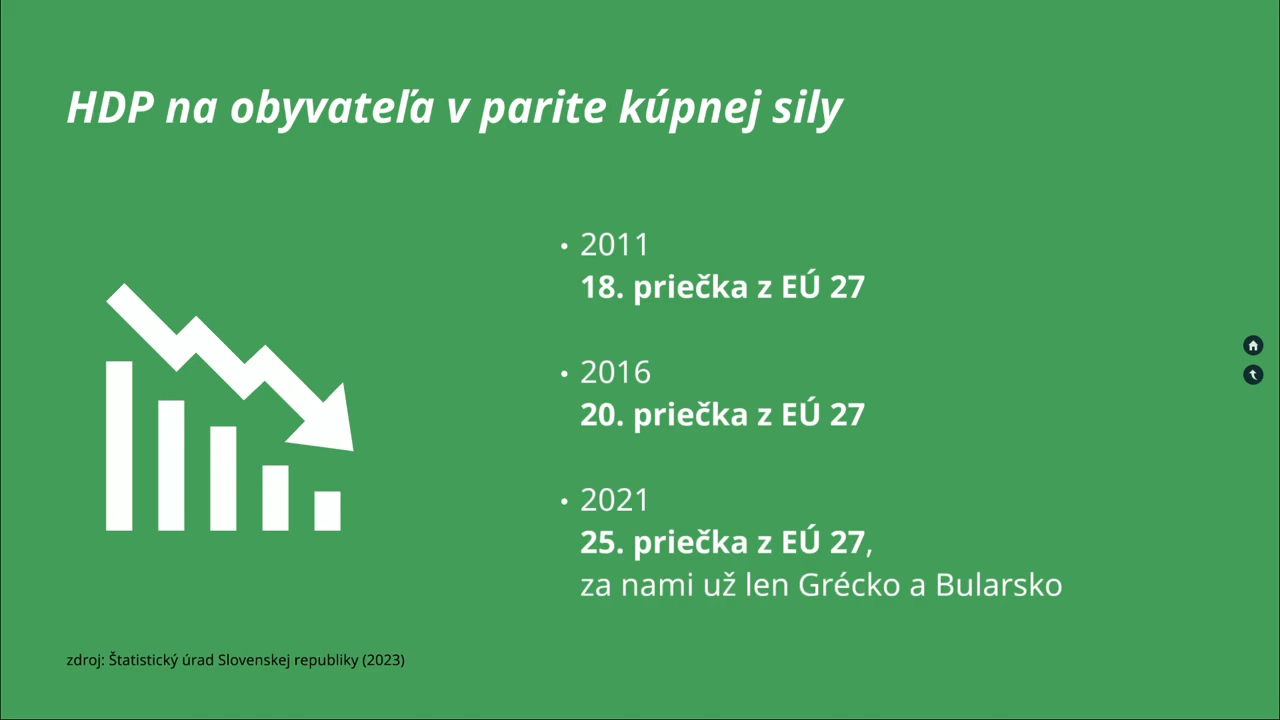 HDP na obyvateľa v parite kúpnej sily
• 2011
18. priečka z EÚ 27
• 2016
20. priečka z EÚ 27
• 2021
25. priečka z EÚ 27,
za nami už len Grécko a Bularsko
zdroj: Štatistický úrad Slovenskej republiky (2023)